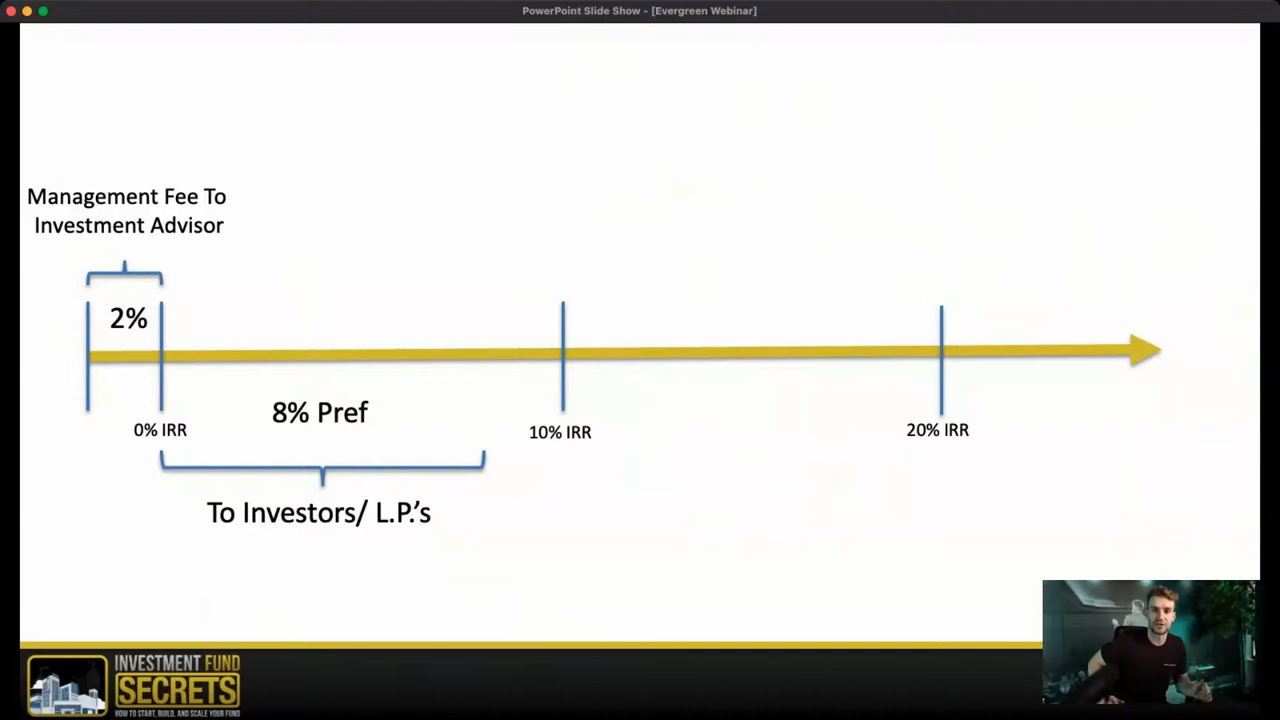 PowerPoint Slide Show - [Evergreen Webinar]
Management Fee To
Investment Advisor
2%
8% Pref
0% IRR
10% IRR
20% IRR
To Investors/ L.P.'s
INVESTMENT FUND
SECRETS
HOW TO START, BUILD, AND SCALE YOUR FUND